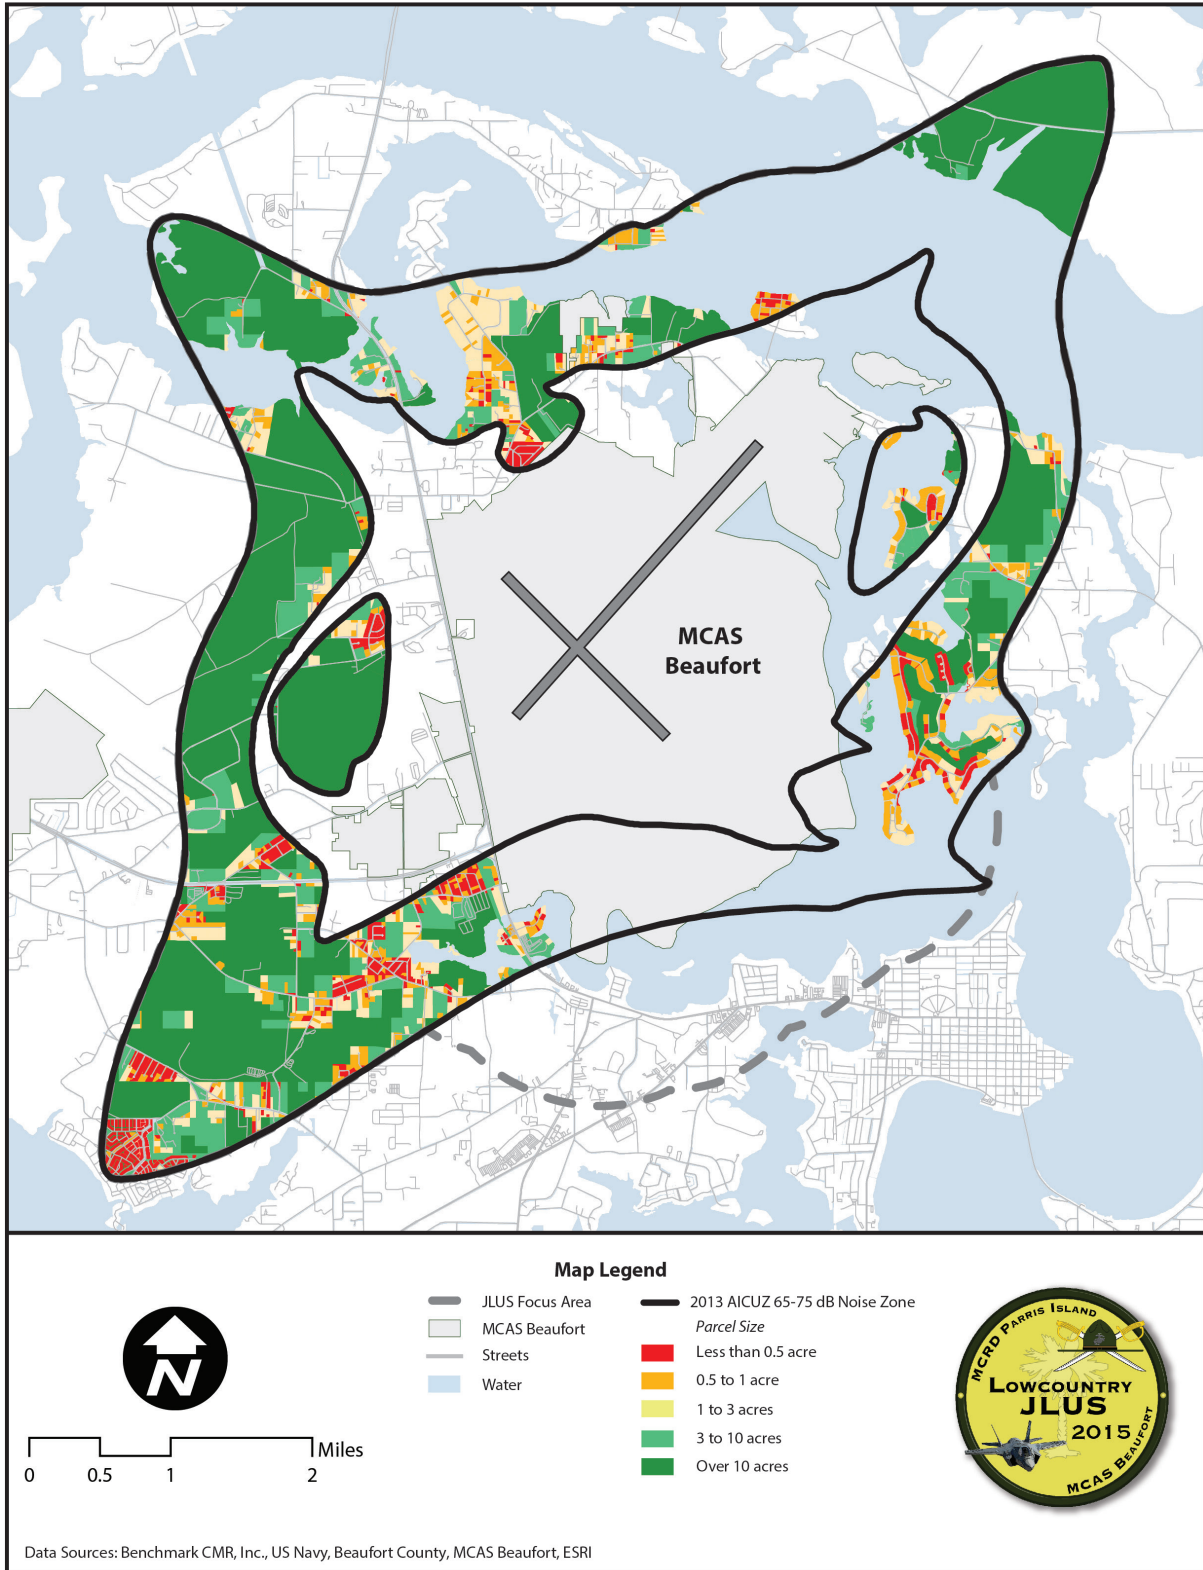 MCAS
Beaufort
Map Legend
JLUS Focus Area
MCAS Beaufort
Streets
Water
2013 AICUZ 65-75 dB Noise Zone
Parcel Size
Less than 0.5 acre
0.5 to 1 acre
1 to 3 acres
3 to 10 acres
Over 10 acres
N
Miles
0 0.5 1 2
MCRD PARRIS ISLAND
LOWCOUNTRY
JLUS
2015
MCAS BEAUFORT
Data Sources: Benchmark CMR, Inc., US Navy, Beaufort County, MCAS Beaufort, ESRI